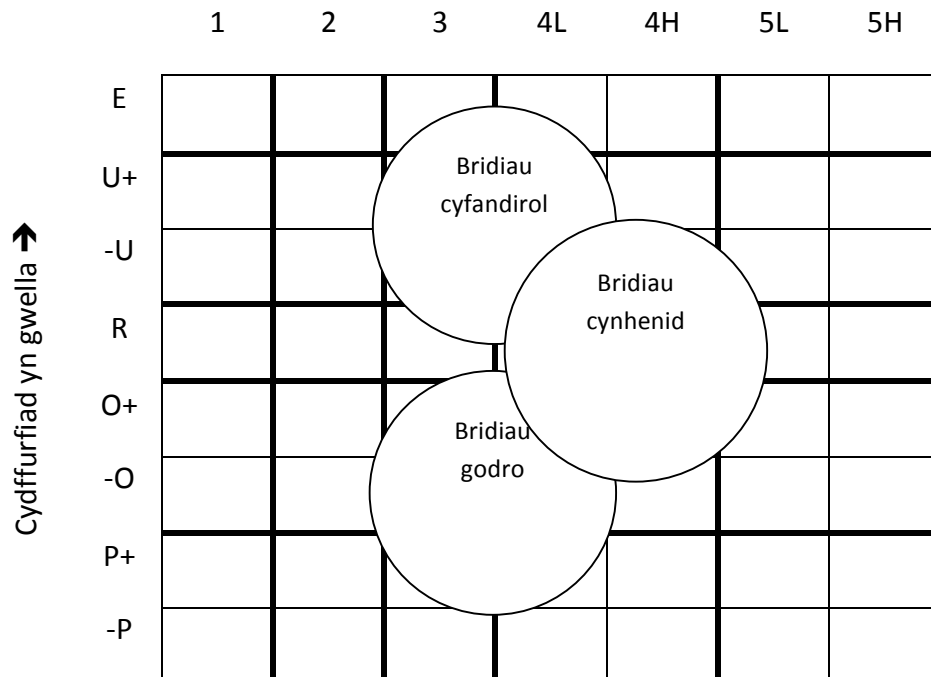 1 2 3 4L 4H 5L 5H
E
U+
-U
R
O+
-O
P+
-P
Cydffurfiad yn gwella ➔
Bridiau
cyfandirol
Bridiau
cynhenid
Bridiau
godro